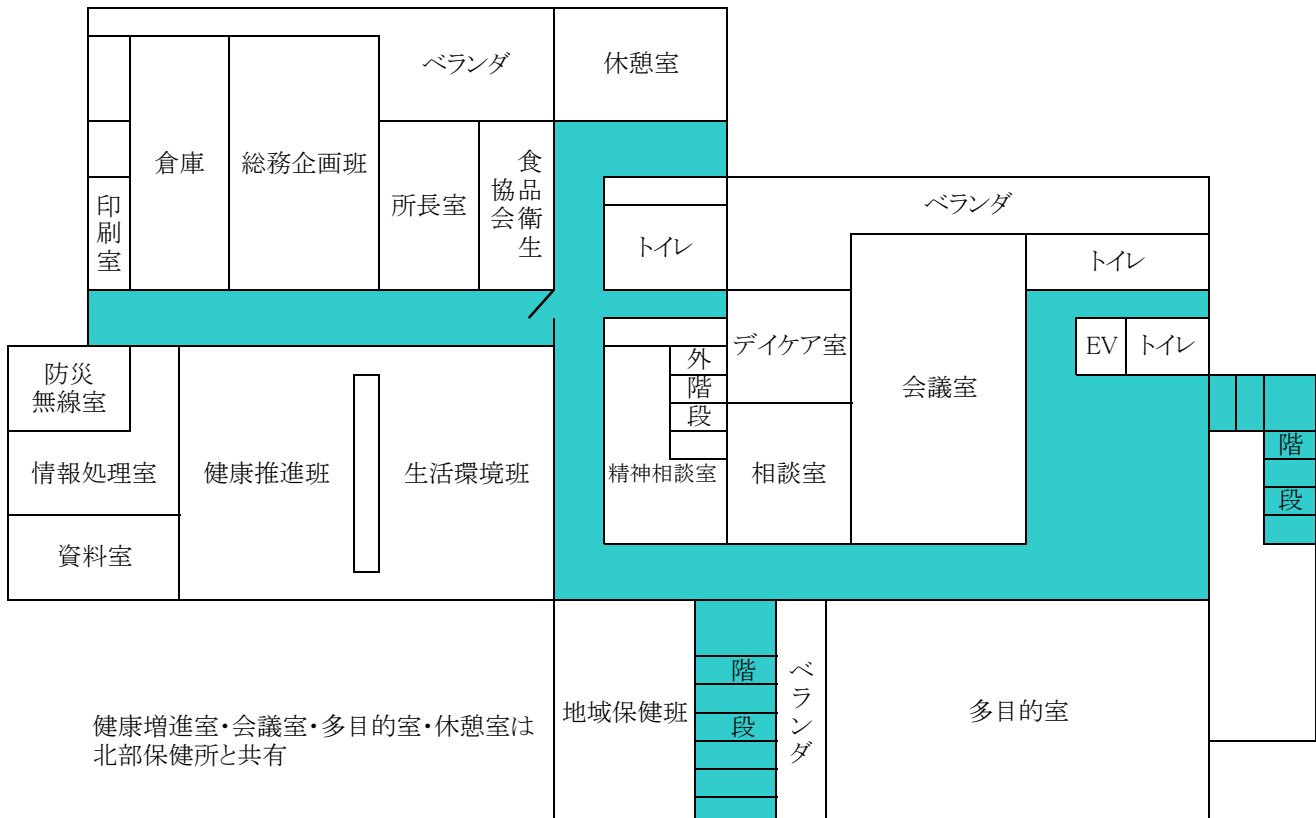 ベランダ
休憩室
倉庫
総務企画班
所長室
食品衛生
協会
印刷室
トイレ
ベランダ
トイレ
デイケア室
会議室
EV
トイレ
防災
無線室
外階段
階段
情報処理室
健康推進班
生活環境班
精神相談室
相談室
資料室
地域保健班
階段
ベランダ
多目的室
健康増進室・会議室・多目的室・休憩室は
北部保健所と共有